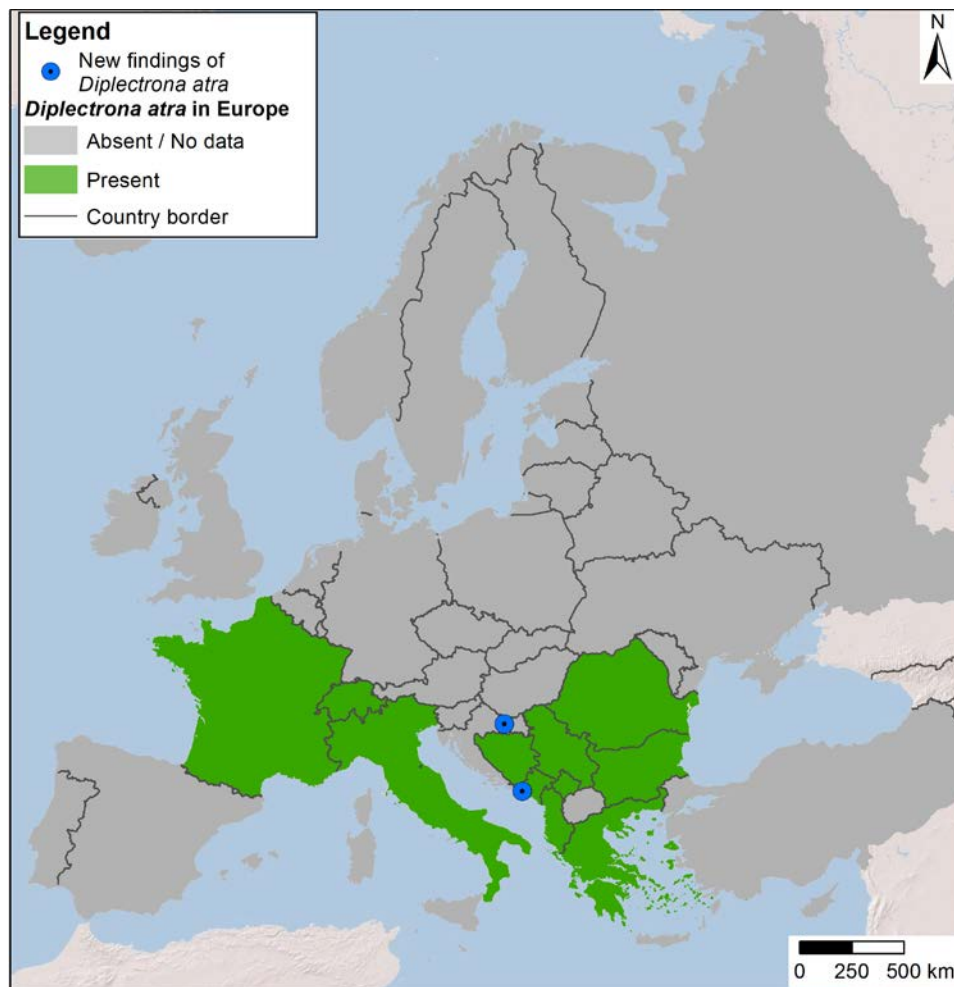 Legend
New findings of
Diplectrona atra
Diplectrona atra in Europe
Absent / No data
Present
Country border
N
0 250 500 km